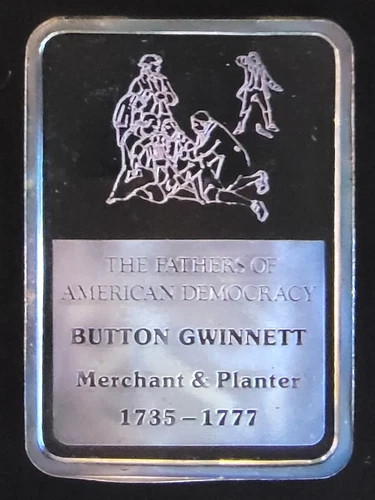 THE FATHERS OF
AMERICAN DEMOCRACY
BUTTON GWINNETT
Merchant & Planter
1735–1777